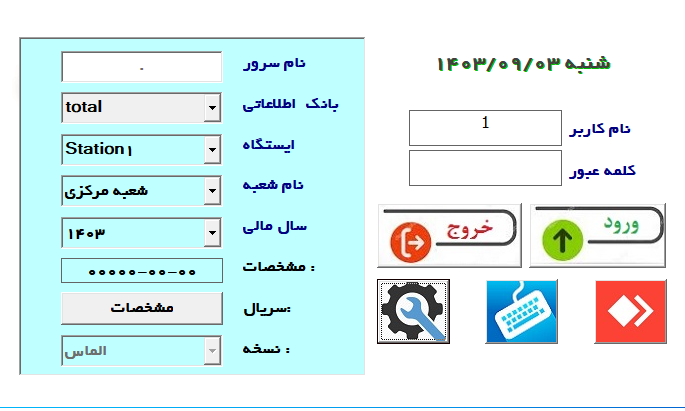 شنبه ۱۴۰۳/۰۹/۰۳
نام کاربر 1
کلمه عبور
ورود
خروج
نام سرور .
بانک اطلاعاتی total
ایستگاه Station۱
نام شعبه شعبه مرکزی
سال مالی ۱۴۰۳
مشخصات : ۰۰۰۰۰-۰۰-۰۰
سریال: مشخصات
نسخه : الماس